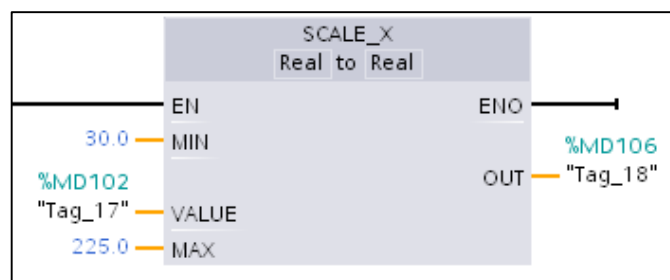 SCALE_X
Real to Real
EN ENO
30.0 MIN
%MD106
%MD102
OUT "Tag_18"
"Tag_17" VALUE
225.0 MAX